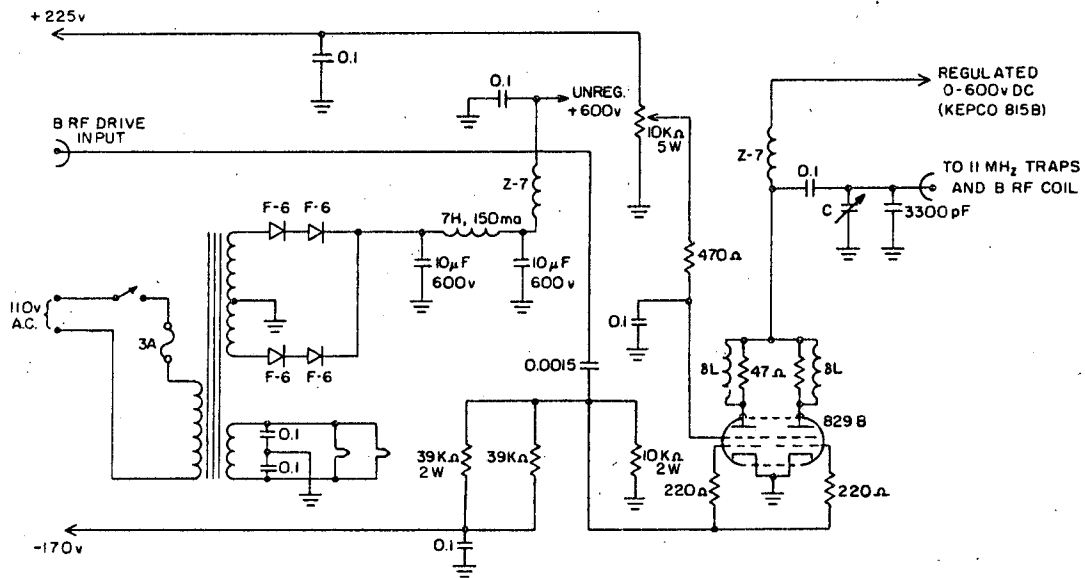 +225v
0.1
0.1
UNREG.
+600v
REGULATED
0-600v DC
(KEPCO 815B)
B RF DRIVE
INPUT
10KΩ
5W
Z-7
Z-7
0.1
TO 11 MHz TRAPS
AND B RF COIL
F-6 F-6
7H, 150ma
C
3300pF
10μF
600v
10μF
600v
470Ω
110v
A.C.
3A
0.1
F-6 F-6
0.0015
8L
47Ω
8L
829B
0.1
0.1
39KΩ
2W
39KΩ
10KΩ
2W
220Ω
220Ω
-170v
0.1